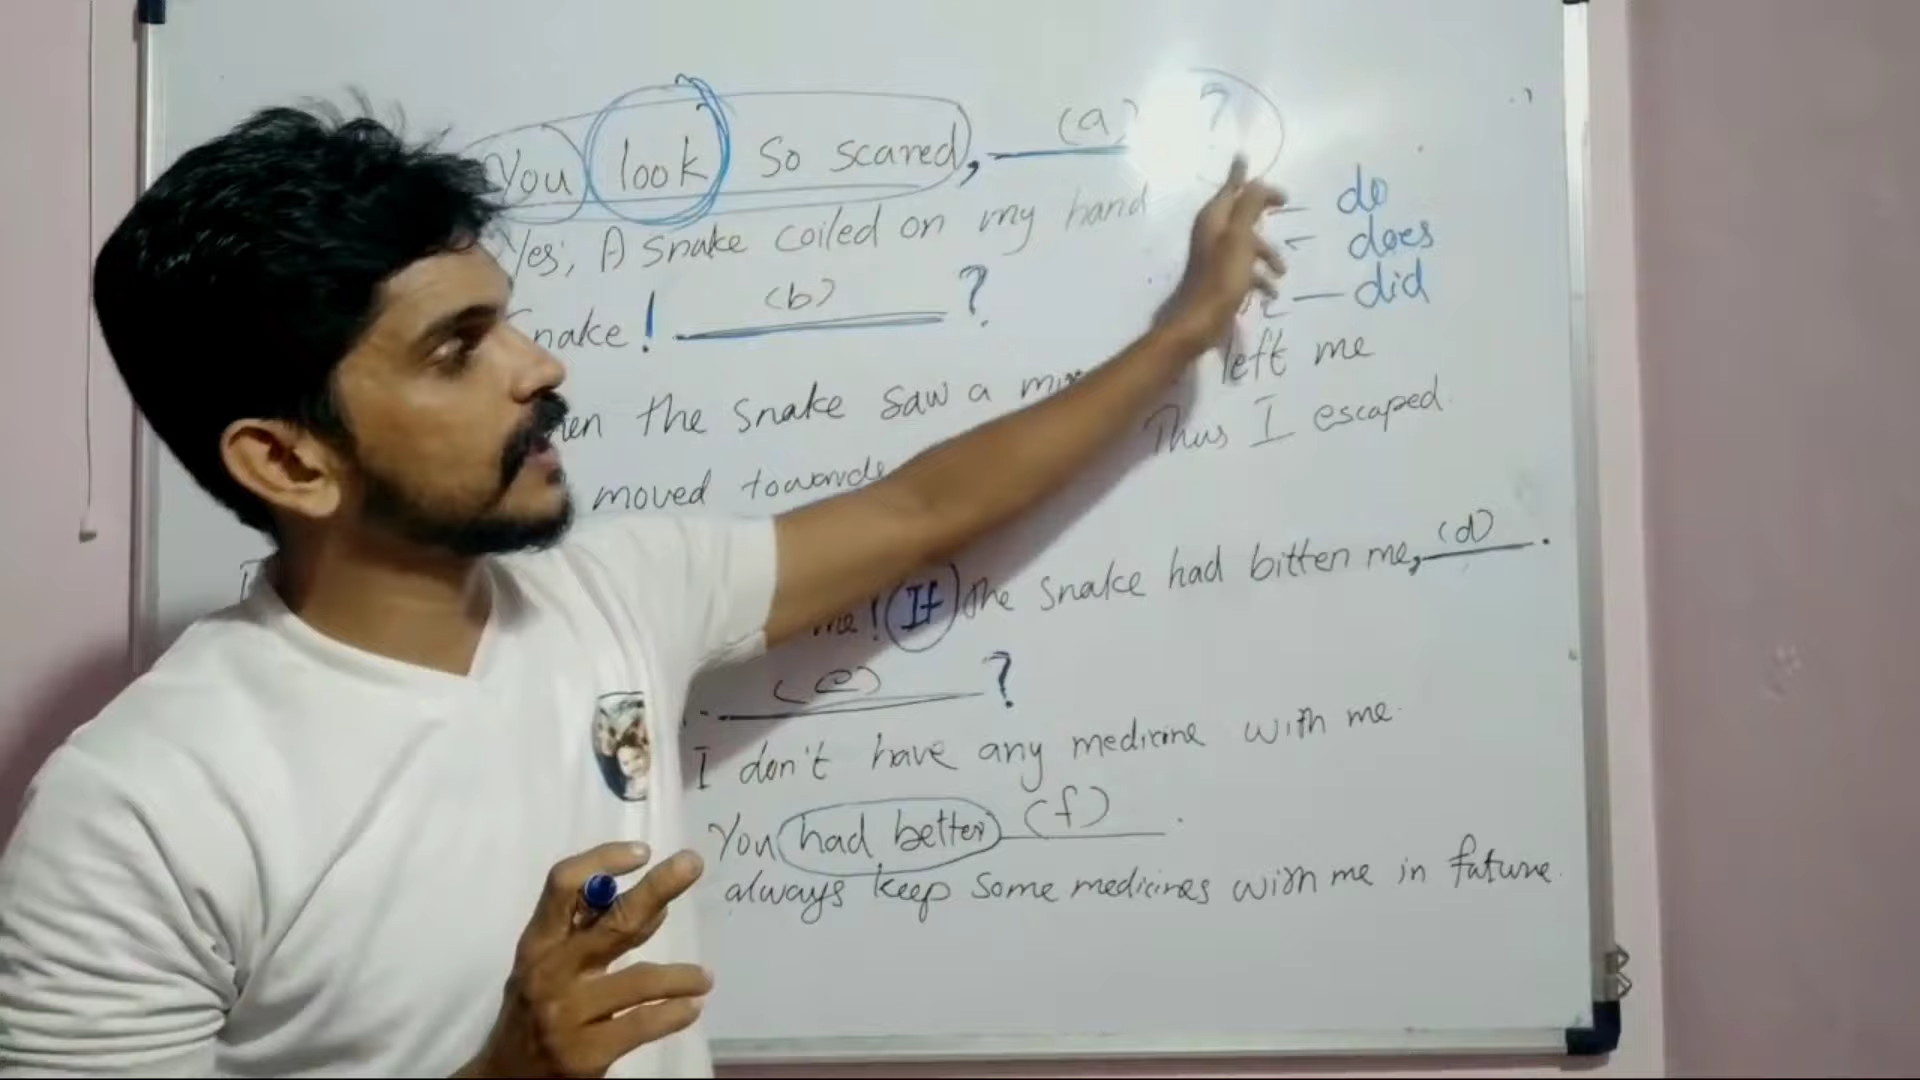 You look so scared, (a) ?
do
Yes, A snake coiled on my hand
does
did
Snake! (b) ?
left me
the snake saw a
Thus I escaped.
moved towards
me! If the snake had bitten me, (d).
(e) ?
I don't have any medicine with me.
You had better (f).
always keep some medicines with me in future.